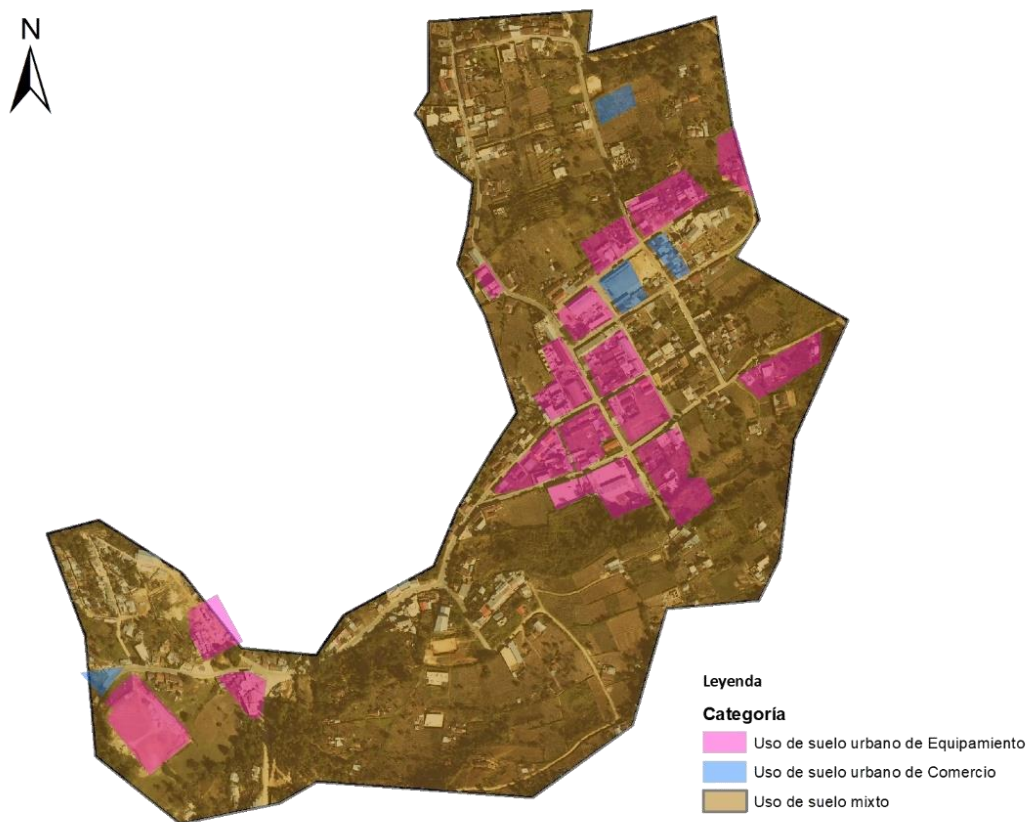 N
Leyenda
Categoría
Uso de suelo urbano de Equipamiento
Uso de suelo urbano de Comercio
Uso de suelo mixto